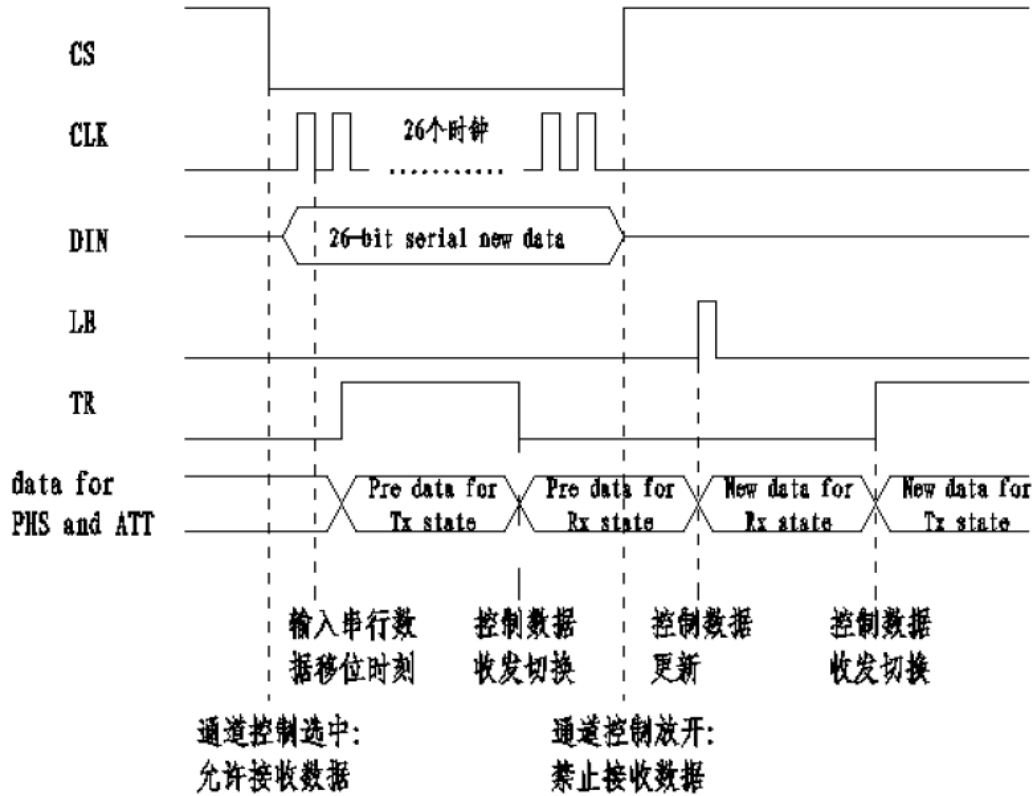 CS
CLK
26个时钟
DIN
26-bit serial new data
LE
TR
data for
PHS and ATT
Pre data for
Tx state
Pre data for
Rx state
New data for
Rx state
New data for
Tx state
输入串行数
据移位时刻
控制数据
收发切换
控制数据
更新
控制数据
收发切换
通道控制选中:
允许接收数据
通道控制放开:
禁止接收数据